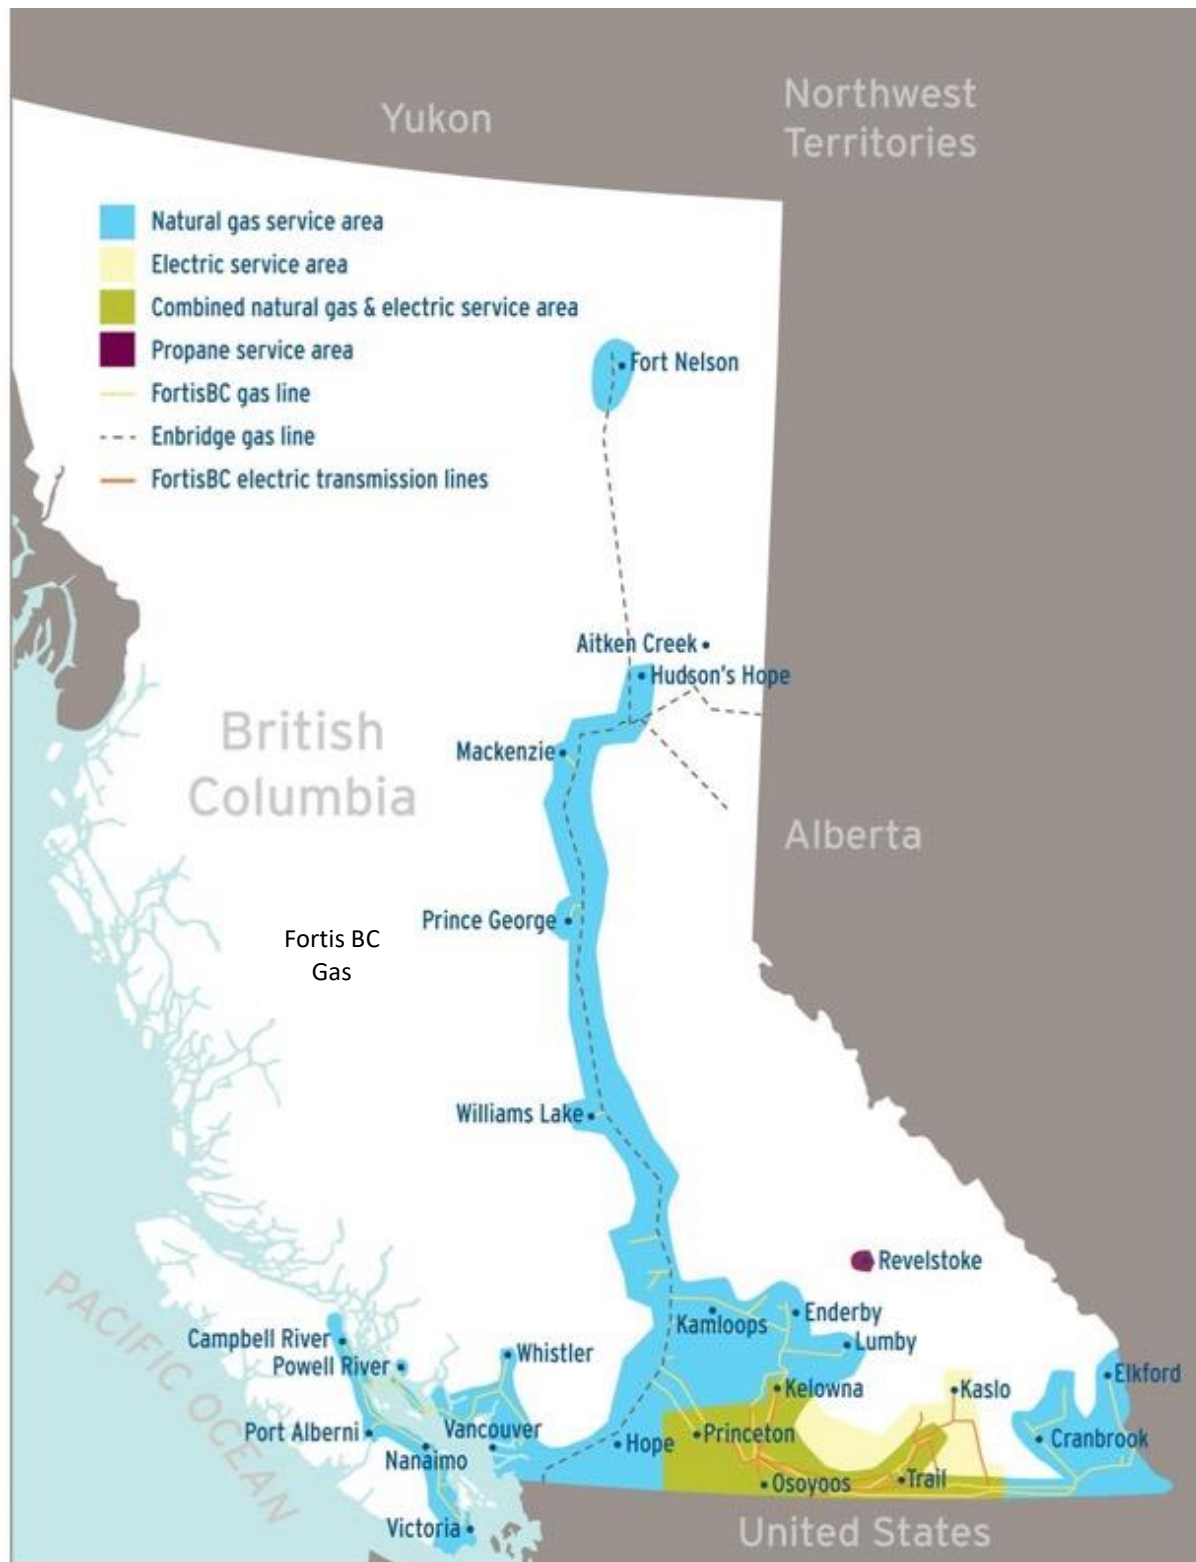 Yukon
Northwest
Territories
Natural gas service area
Electric service area
Combined natural gas & electric service area
Propane service area
FortisBC gas line
Enbridge gas line
FortisBC electric transmission lines
Fort Nelson
Aitken Creek
Hudson's Hope
British
Columbia
Mackenzie
Alberta
Prince George
Fortis BC
Gas
Williams Lake
Revelstoke
PACIFIC OCEAN
Campbell River
Powell River
Whistler
Kamloops
Enderby
Lumby
Elkford
Kelowna
Kaslo
Port Alberni
Vancouver
Nanaimo
Hope
Princeton
Cranbrook
Osoyoos
Trail
Victoria
United States